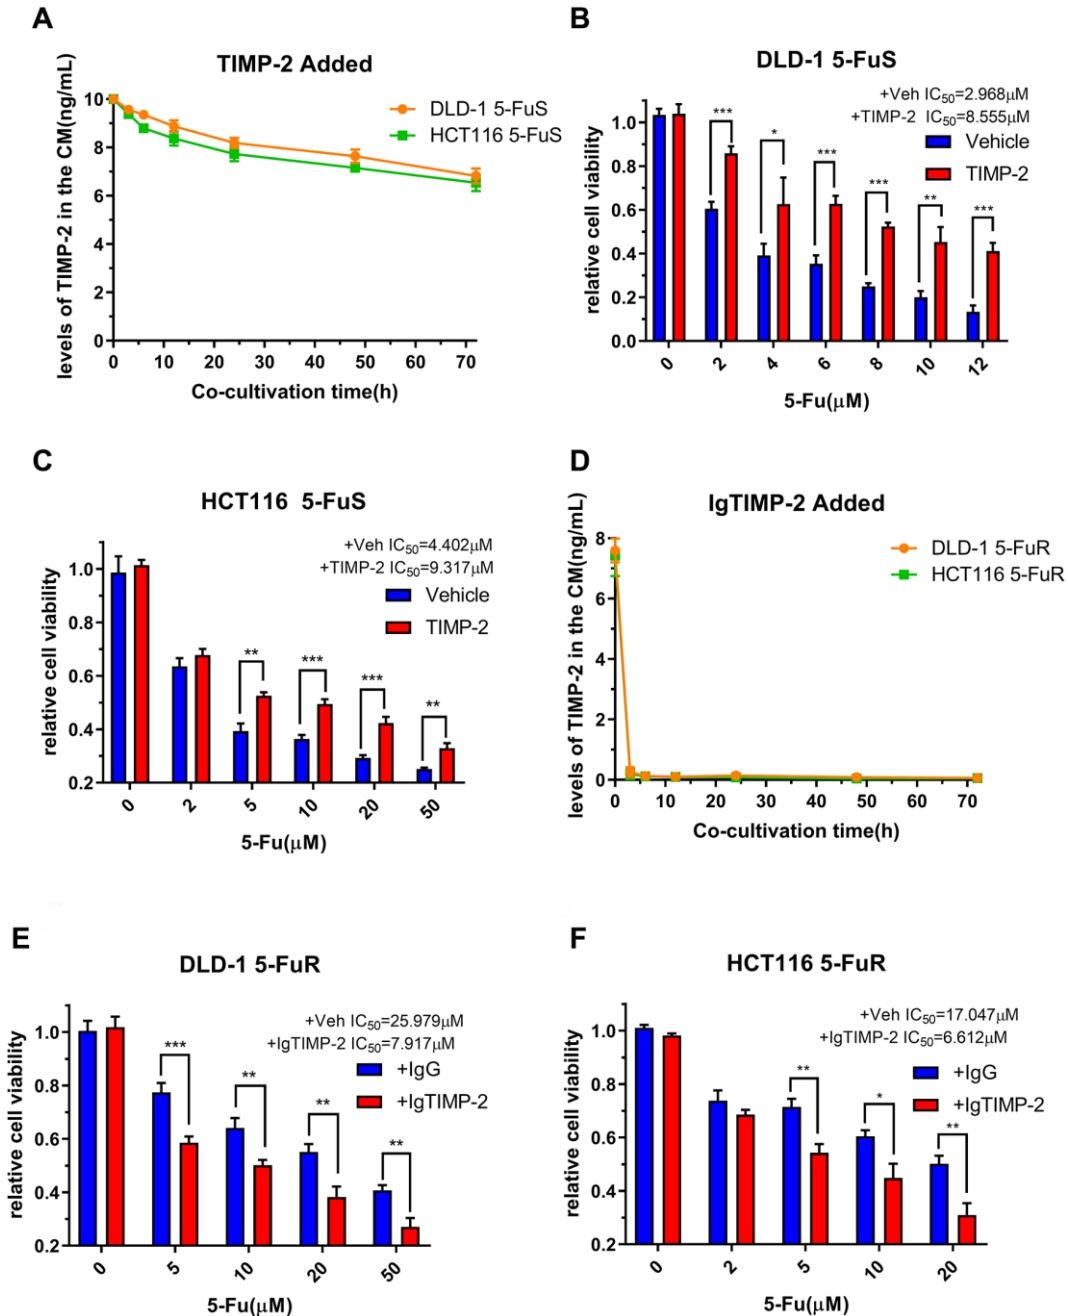 A
TIMP-2 Added
levels of TIMP-2 in the CM(ng/mL)
10
8
6
4
2
0
0 10 20 30 40 50 60 70
Co-cultivation time(h)
DLD-1 5-FuS
HCT116 5-FuS
B
DLD-1 5-FuS
+Veh IC50=2.968μM
+TIMP-2 IC50=8.555μM
Vehicle
TIMP-2
relative cell viability
1.0
0.8
0.6
0.4
0.2
0.0
*** * *** *** ** ***
0 2 4 6 8 10 12
5-Fu(μM)
C
HCT116 5-FuS
+Veh IC50=4.402μM
+TIMP-2 IC50=9.317μM
Vehicle
TIMP-2
relative cell viability
1.0
0.8
0.6
0.4
0.2
** *** *** **
0 2 5 10 20 50
5-Fu(μM)
D
IgTIMP-2 Added
levels of TIMP-2 in the CM(ng/mL)
8
6
4
2
0
0 10 20 30 40 50 60 70
Co-cultivation time(h)
DLD-1 5-FuR
HCT116 5-FuR
E
DLD-1 5-FuR
+Veh IC50=25.979μM
+IgTIMP-2 IC50=7.917μM
+IgG
+IgTIMP-2
relative cell viability
1.0
0.8
0.6
0.4
0.2
*** ** ** **
0 5 10 20 50
5-Fu(μM)
F
HCT116 5-FuR
+Veh IC50=17.047μM
+IgTIMP-2 IC50=6.612μM
+IgG
+IgTIMP-2
relative cell viability
1.0
0.8
0.6
0.4
0.2
** * **
0 2 5 10 20
5-Fu(μM)